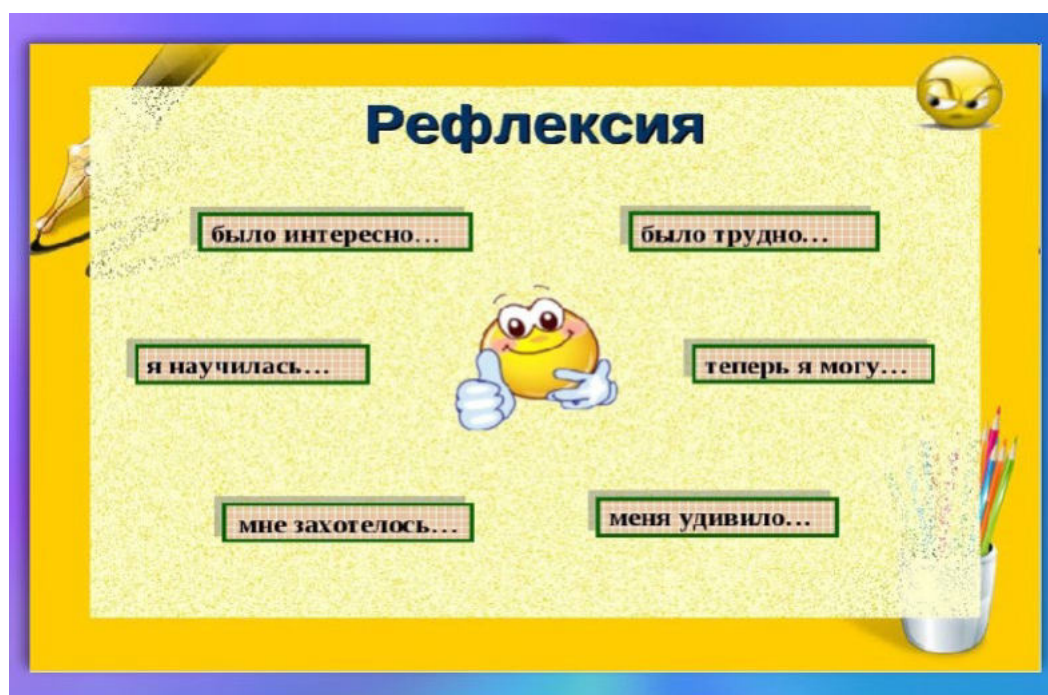 Рефлексия
было интересно…
было трудно…
я научилась…
теперь я могу…
мне захотелось…
меня удивило…